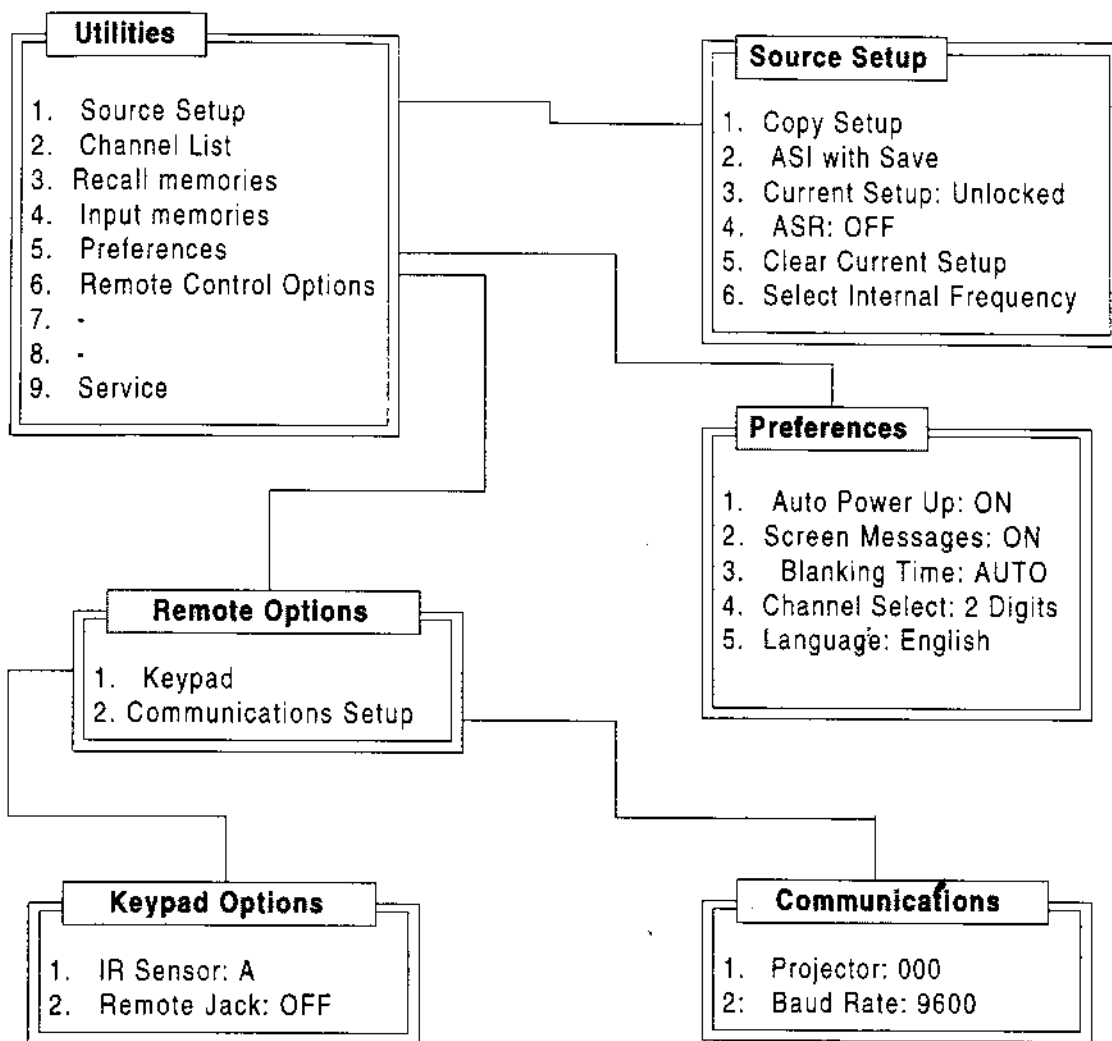 Utilities
1. Source Setup
2. Channel List
3. Recall memories
4. Input memories
5. Preferences
6. Remote Control Options
7. -
8. -
9. Service
Source Setup
1. Copy Setup
2. ASI with Save
3. Current Setup: Unlocked
4. ASR: OFF
5. Clear Current Setup
6. Select Internal Frequency
Preferences
1. Auto Power Up: ON
2. Screen Messages: ON
3. Blanking Time: AUTO
4. Channel Select: 2 Digits
5. Language: English
Remote Options
1. Keypad
2. Communications Setup
Keypad Options
1. IR Sensor: A
2. Remote Jack: OFF
Communications
1. Projector: 000
2: Baud Rate: 9600